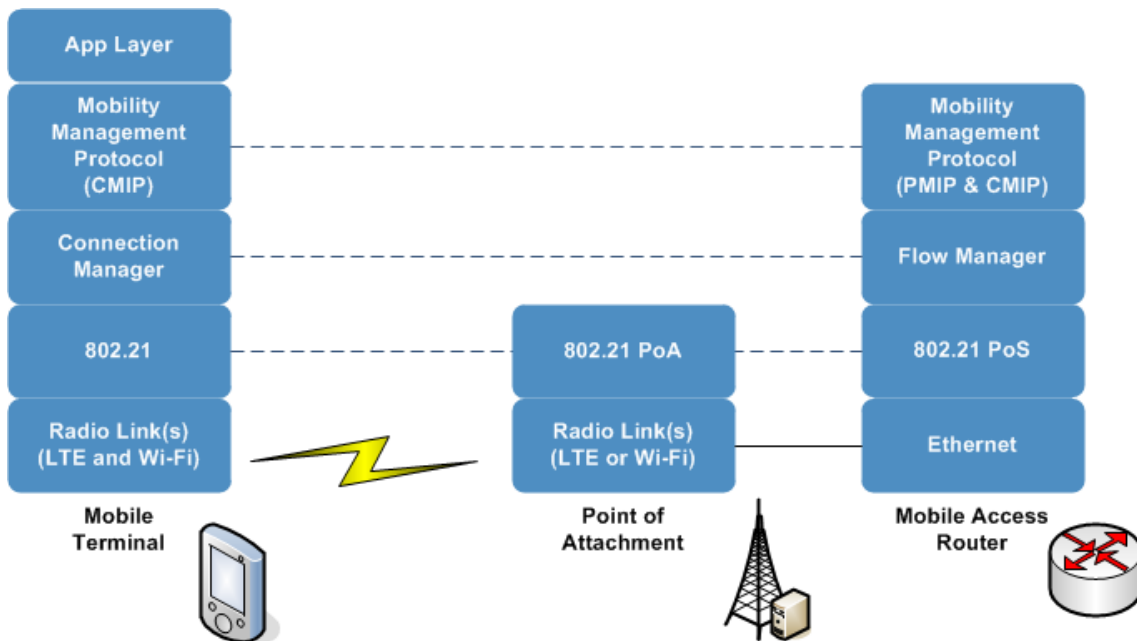 App Layer
Mobility
Management
Protocol
(CMIP)
Connection
Manager
802.21
Radio Link(s)
(LTE and Wi-Fi)
Mobile
Terminal
802.21 PoA
Radio Link(s)
(LTE or Wi-Fi)
Point of
Attachment
Mobility
Management
Protocol
(PMIP & CMIP)
Flow Manager
802.21 PoS
Ethernet
Mobile Access
Router